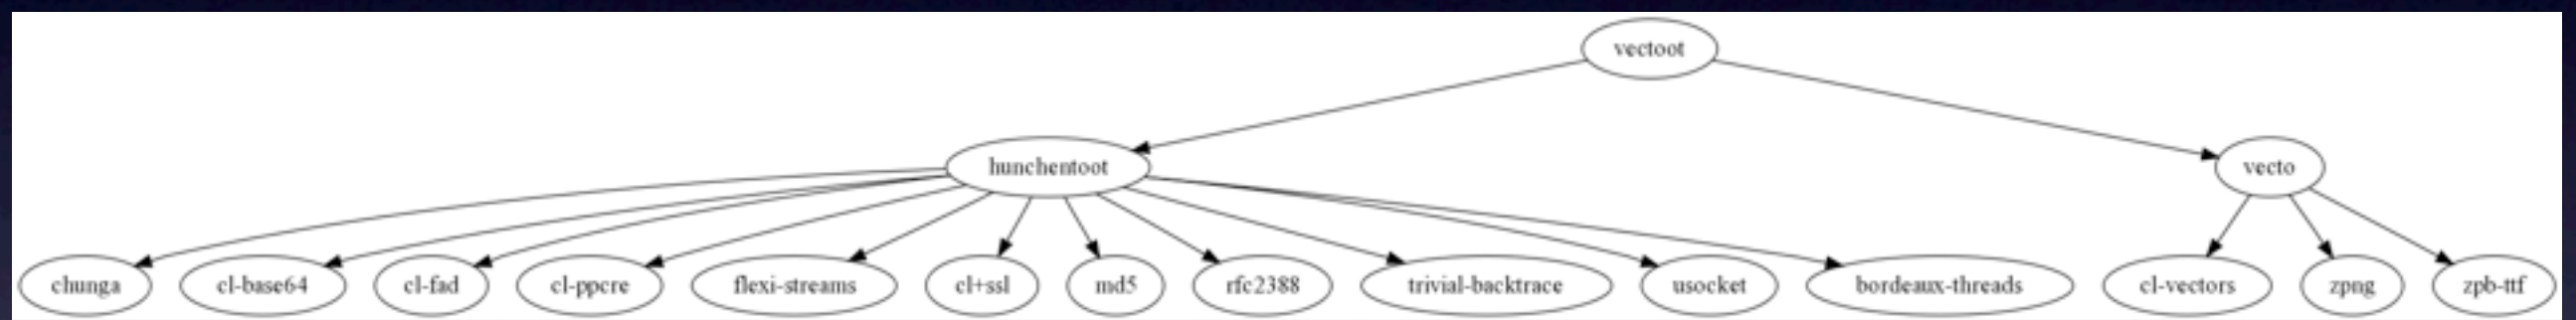 vectoot
hunchentoot
vecto
chunga
cl-base64
cl-fad
cl-ppcre
flexi-streams
cl+ssl
md5
rfc2388
trivial-backtrace
usocket
bordeaux-threads
cl-vectors
zpng
zpb-ttf